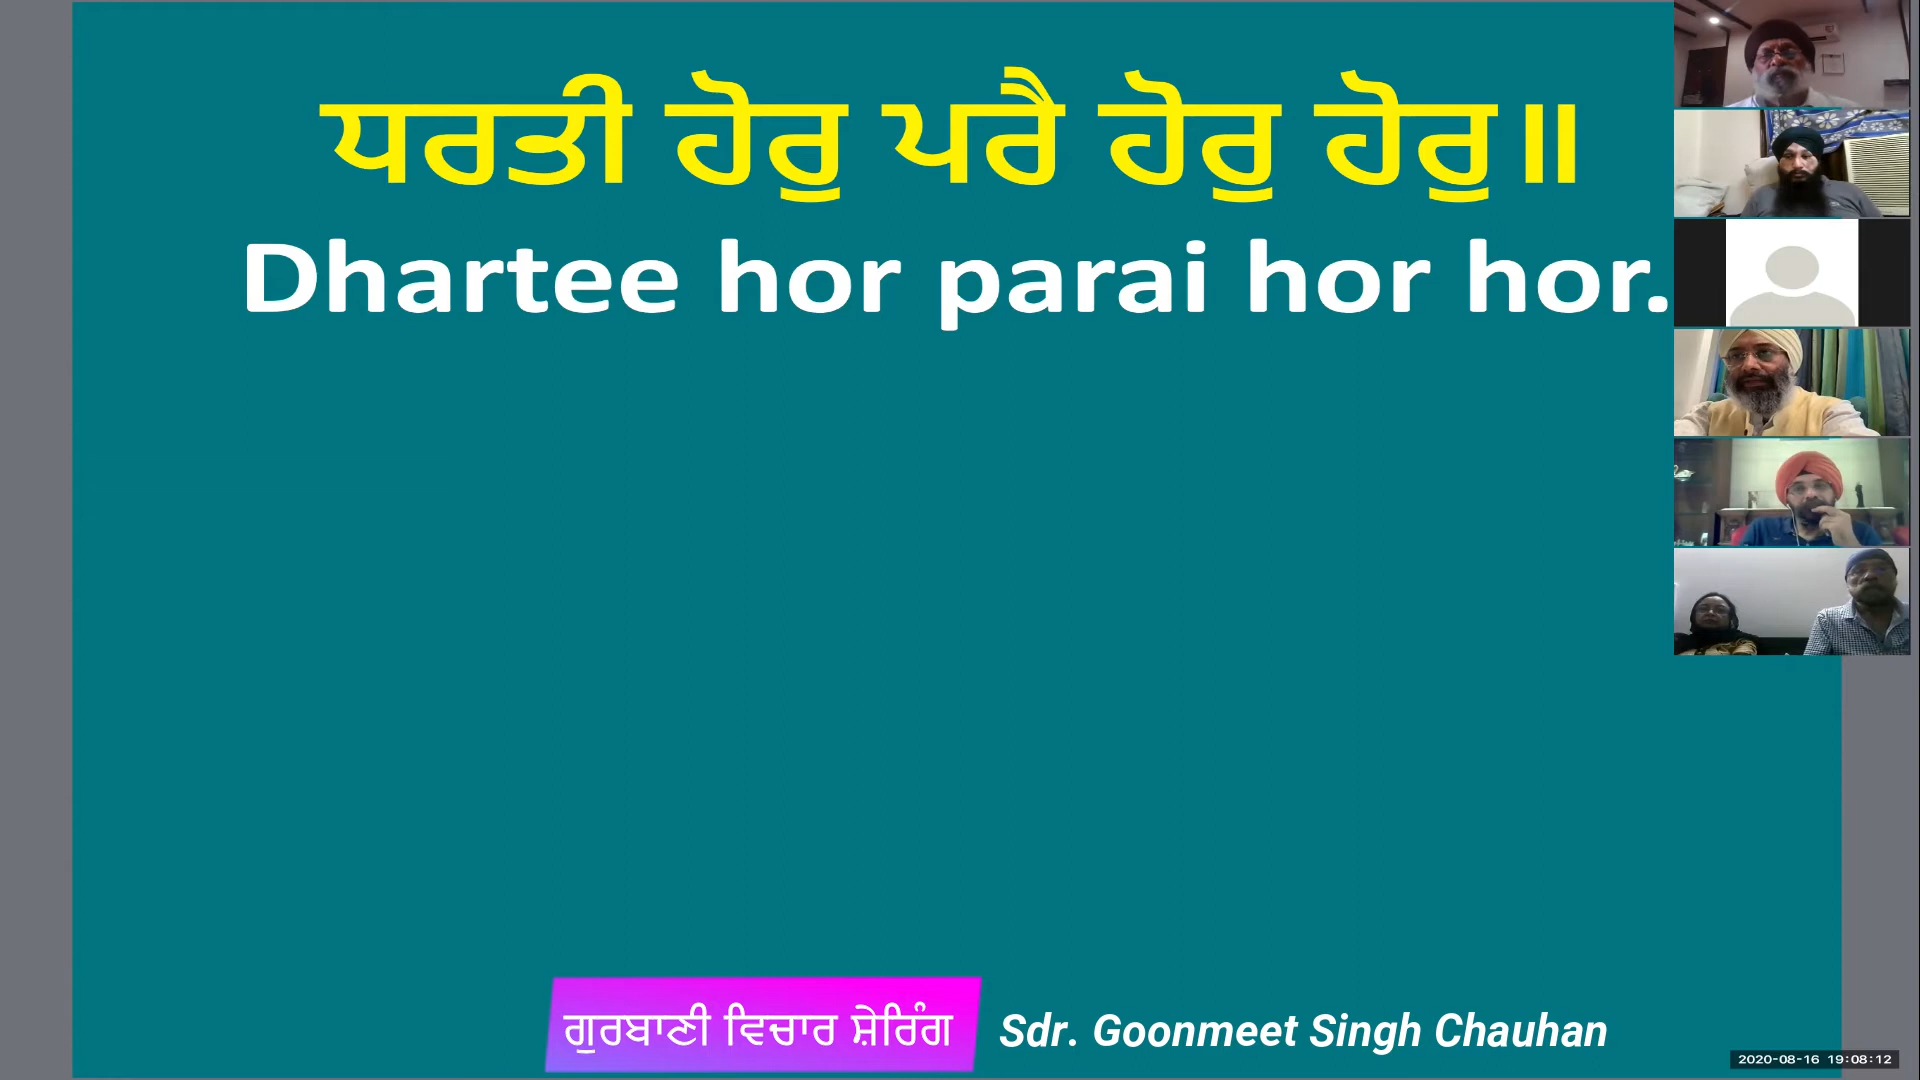 ਧਰਤੀ ਹੋਰੁ ਪਰੈ ਹੋਰੁ ਹੋਰੁ॥
Dhartee hor parai hor hor.
ਗੁਰਬਾਣੀ ਵਿਚਾਰ ਸ਼ੇਰਿੰਗ
Sdr. Goonmeet Singh Chauhan
2020-08-16 19:08:12